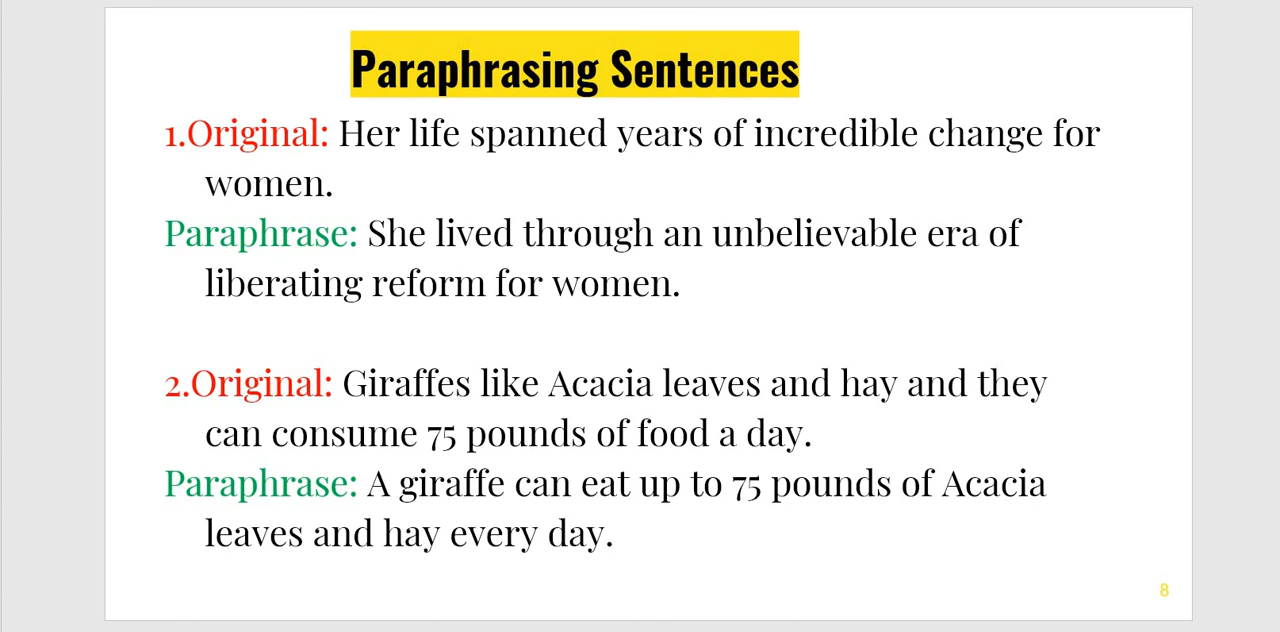 Paraphrasing Sentences
1.Original: Her life spanned years of incredible change for
women.
Paraphrase: She lived through an unbelievable era of
liberating reform for women.
2.Original: Giraffes like Acacia leaves and hay and they
can consume 75 pounds of food a day.
Paraphrase: A giraffe can eat up to 75 pounds of Acacia
leaves and hay every day.
8